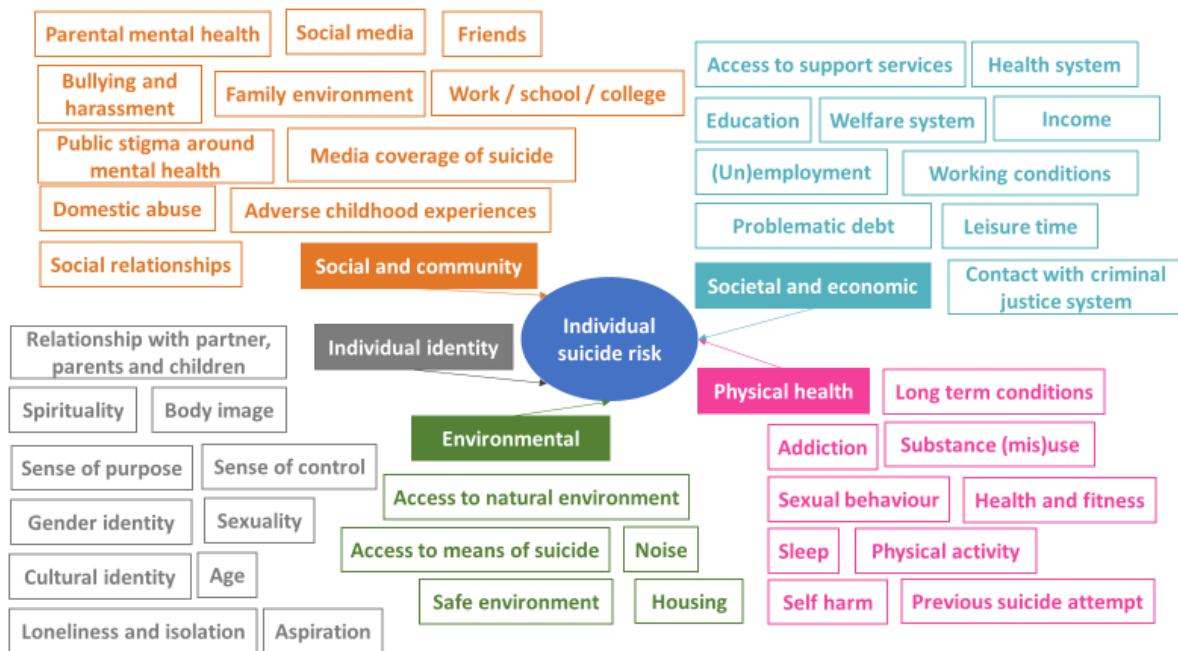 Parental mental health
Social media
Friends
Bullying and
harassment
Family environment
Work / school / college
Public stigma around
mental health
Media coverage of suicide
Domestic abuse
Adverse childhood experiences
Social relationships
Social and community
Access to support services
Health system
Education
Welfare system
Income
(Un)employment
Working conditions
Problematic debt
Leisure time
Societal and economic
Contact with criminal
justice system
Individual
suicide risk
Relationship with partner,
parents and children
Individual identity
Spirituality
Body image
Sense of purpose
Sense of control
Gender identity
Sexuality
Cultural identity
Age
Loneliness and isolation
Aspiration
Environmental
Access to natural environment
Access to means of suicide
Noise
Safe environment
Housing
Physical health
Long term conditions
Addiction
Substance (mis)use
Sexual behaviour
Health and fitness
Sleep
Physical activity
Self harm
Previous suicide attempt